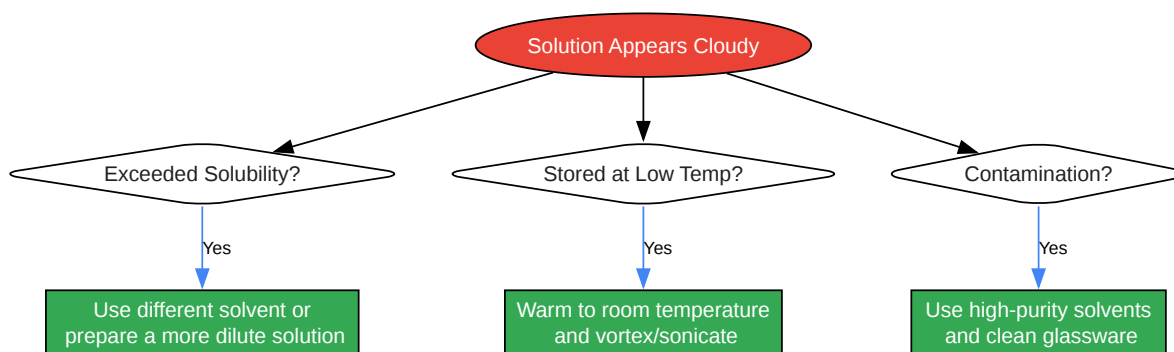 Solution Appears Cloudy
Exceeded Solubility?
Stored at Low Temp?
Contamination?
Yes
Yes
Yes
Use different solvent or
prepare a more dilute solution
Warm to room temperature
and vortex/sonicate
Use high-purity solvents
and clean glassware